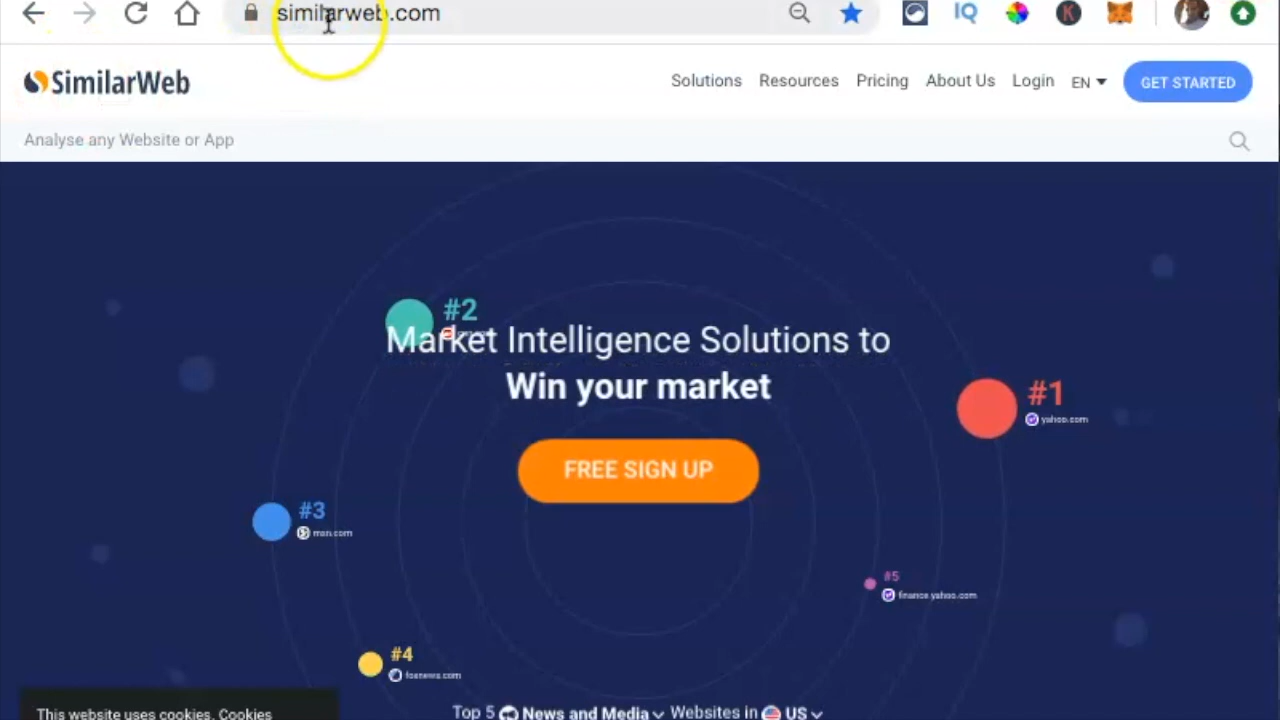 similarweb.com
IQ
K
SimilarWeb
Solutions Resources Pricing About Us Login EN GET STARTED
Analyse any Website or App
#2
Market Intelligence Solutions to
Win your market
#1
yahoo.com
FREE SIGN UP
#3
msn.com
#5
finance.yahoo.com
#4
foxnews.com
This website uses cookies. Cookies
Top 5 News and Media Websites in US